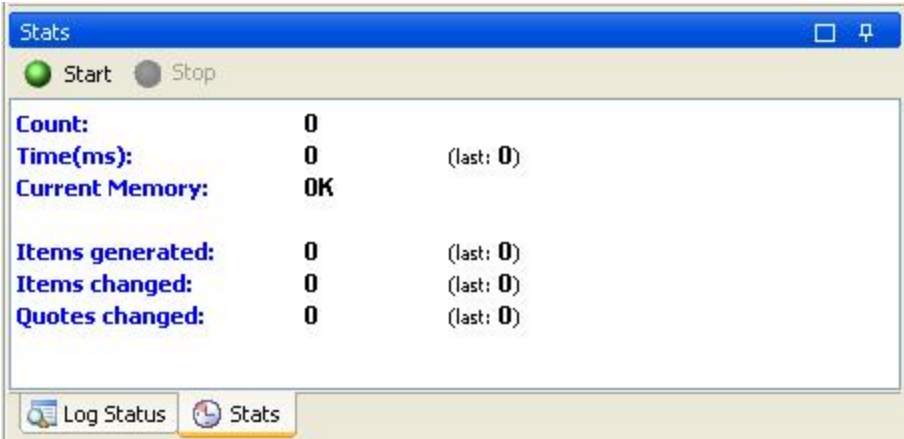 Stats
Start Stop
Count: 0
Time(ms): 0 (last: 0)
Current Memory: 0K
Items generated: 0 (last: 0)
Items changed: 0 (last: 0)
Quotes changed: 0 (last: 0)
Log Status Stats